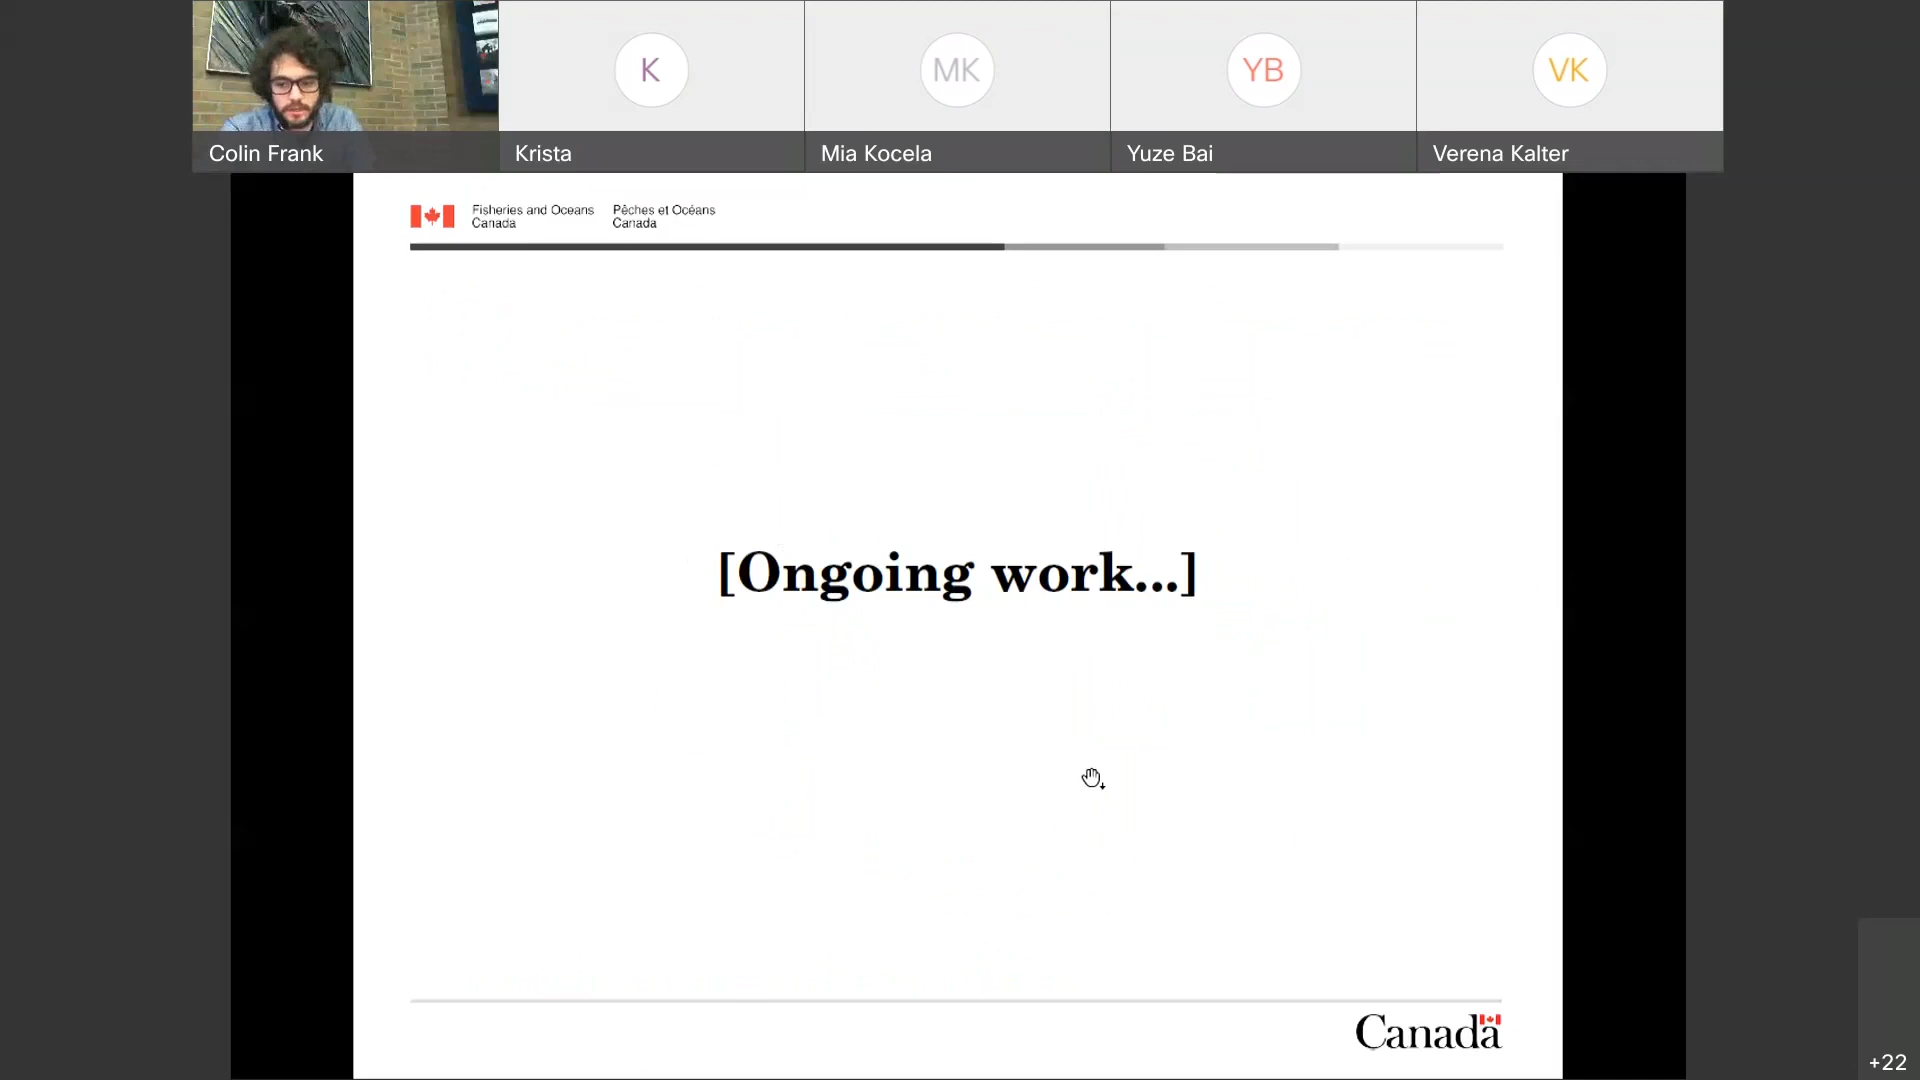 K
MK
YB
VK
Colin Frank
Krista
Mia Kocela
Yuze Bai
Verena Kalter
Fisheries and Oceans
Canada
Pêches et Océans
Canada
[Ongoing work...]
Canada
+22